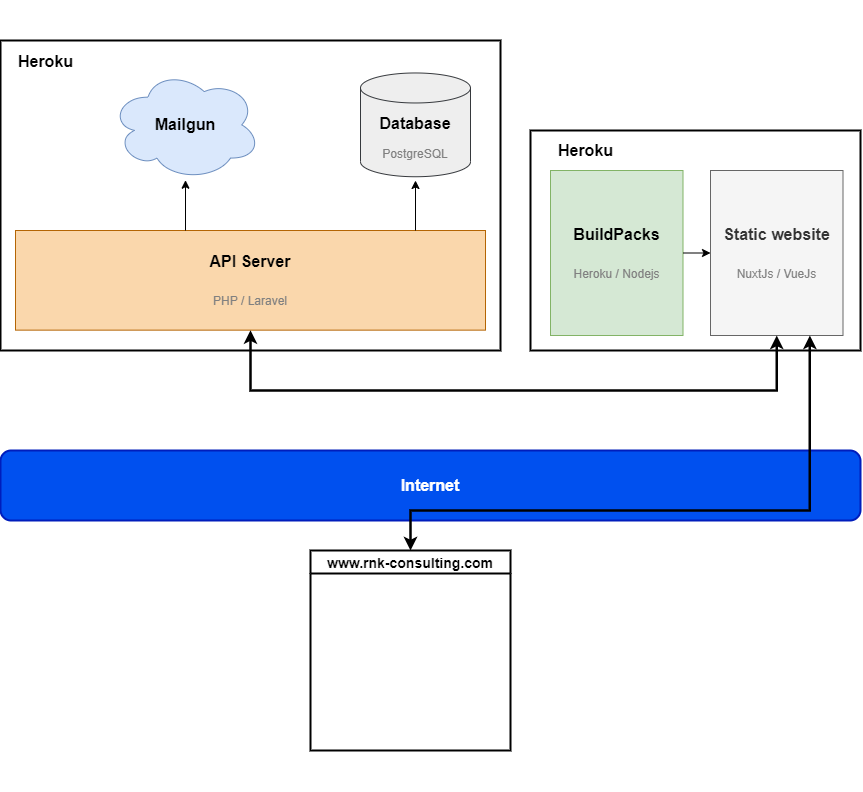 Heroku
Mailgun
Database
PostgreSQL
API Server
PHP / Laravel
Heroku
BuildPacks
Heroku / Nodejs
Static website
NuxtJs / VueJs
Internet
www.rnk-consulting.com